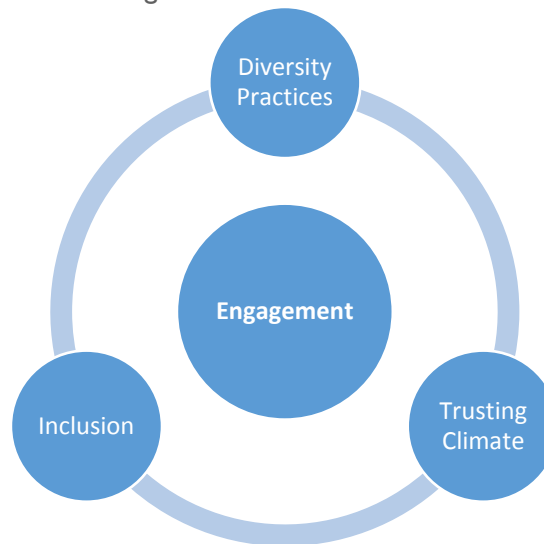 Diversity
Practices
Engagement
Inclusion
Trusting
Climate